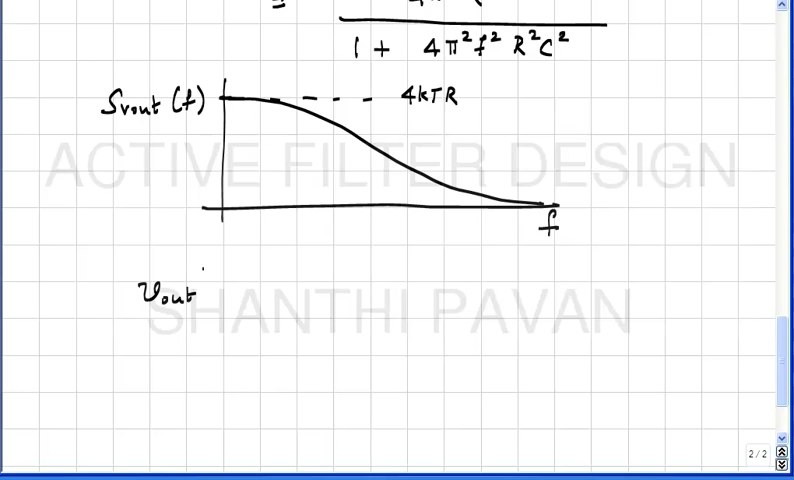 1 + 4π²f² R²C²
Svout (f)
4kTR
ACTIVE FILTER DESIGN
f
vout
SHANTHI PAVAN
2 / 2